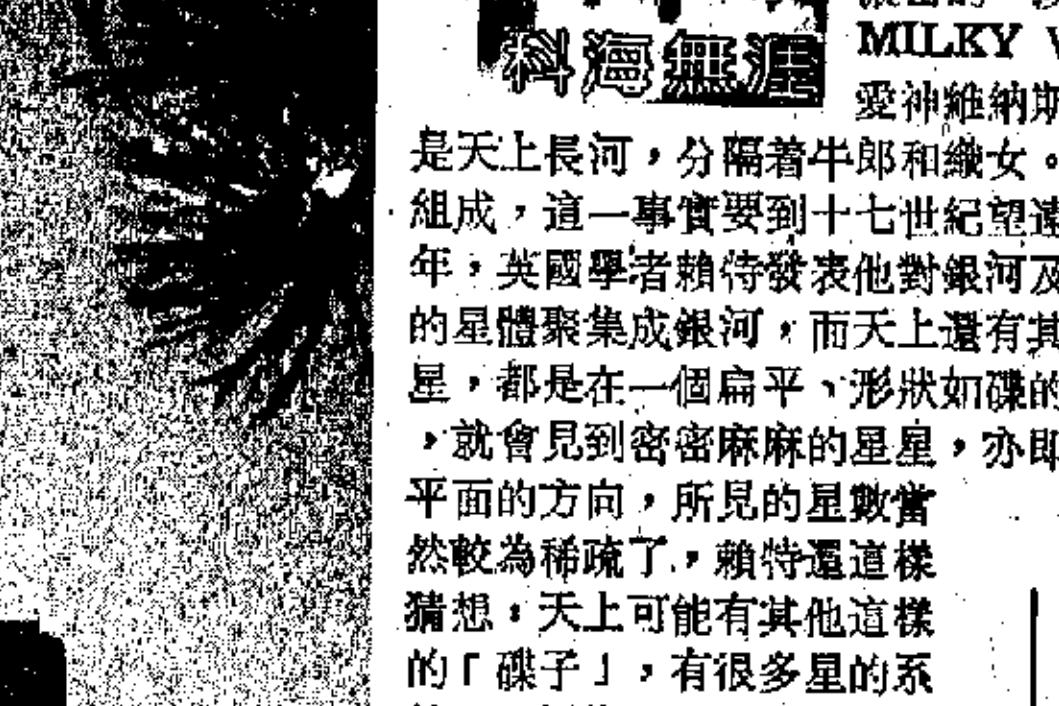 科海無涯
MILKY
愛神維納斯
是天上長河，分隔着牛郎和織女。
組成，這一事實要到十七世紀望遠
年，英國學者賴特發表他對銀河及
的星體聚集成銀河，而天上還有其
星，都是在一個扁平、形狀如碟的
，就會見到密密麻麻的星星，亦即
平面的方向，所見的星數當
然較為稀疏了，賴特還這樣
猜想：天上可能有其他這樣
的「碟子」，有很多星的系